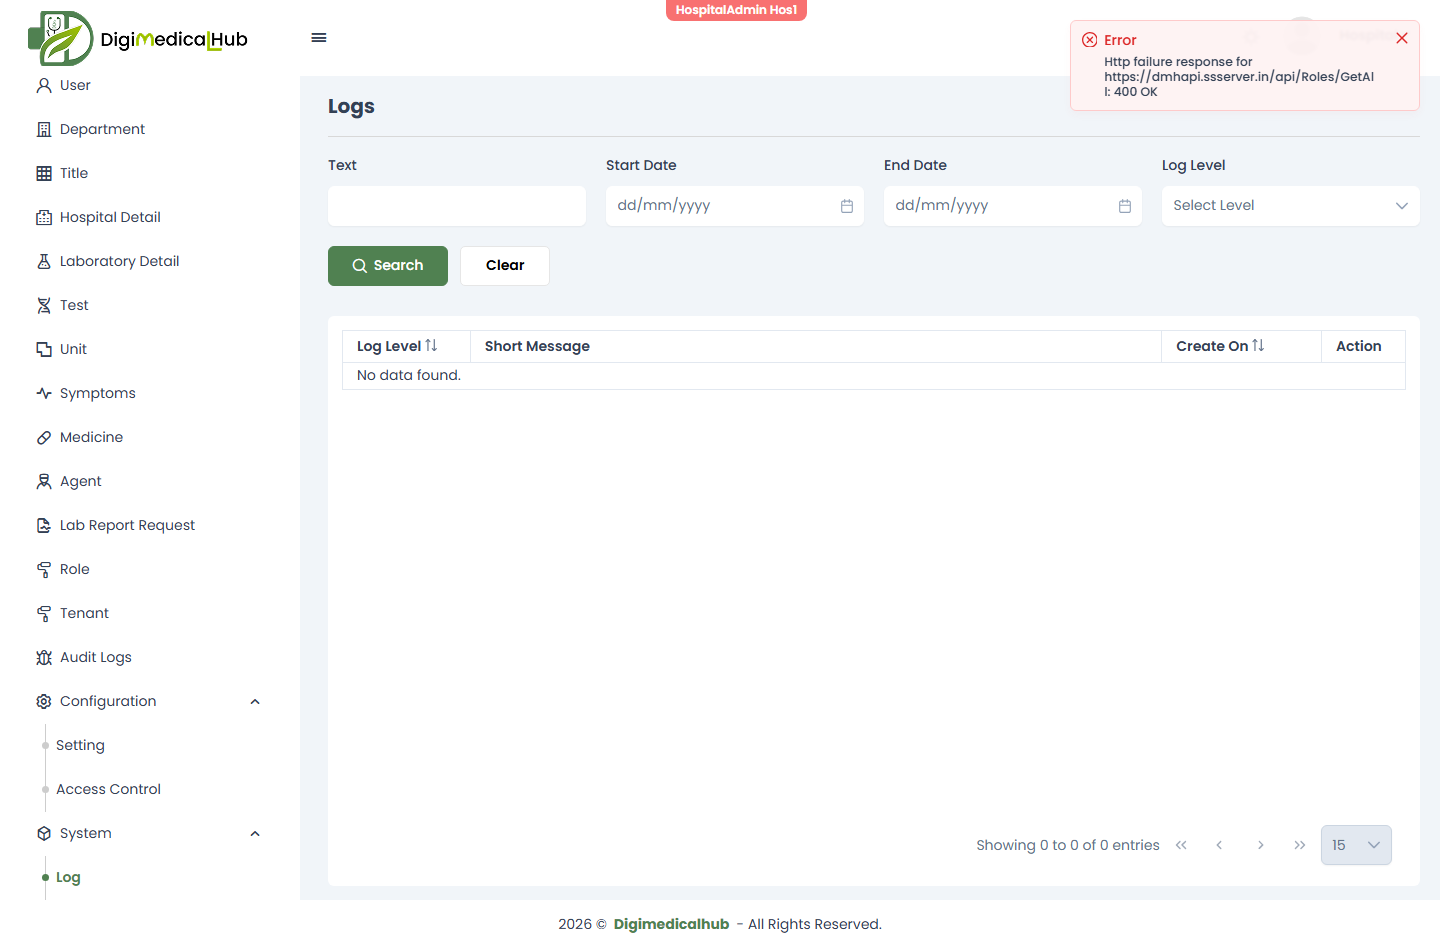 HospitalAdmin Hos1
DigiMedicalHub
Error
Http failure response for
https://dmhapi.ssserver.in/api/Roles/GetAl
l: 400 OK
User
Department
Title
Hospital Detail
Laboratory Detail
Test
Unit
Symptoms
Medicine
Agent
Lab Report Request
Role
Tenant
Audit Logs
Configuration
Setting
Access Control
System
Log
Logs
Text
Start Date
End Date
Log Level
dd/mm/yyyy
dd/mm/yyyy
Select Level
Search
Clear
Log Level
Short Message
Create On
Action
No data found.
Showing 0 to 0 of 0 entries
15
2026 © Digimedicalhub - All Rights Reserved.